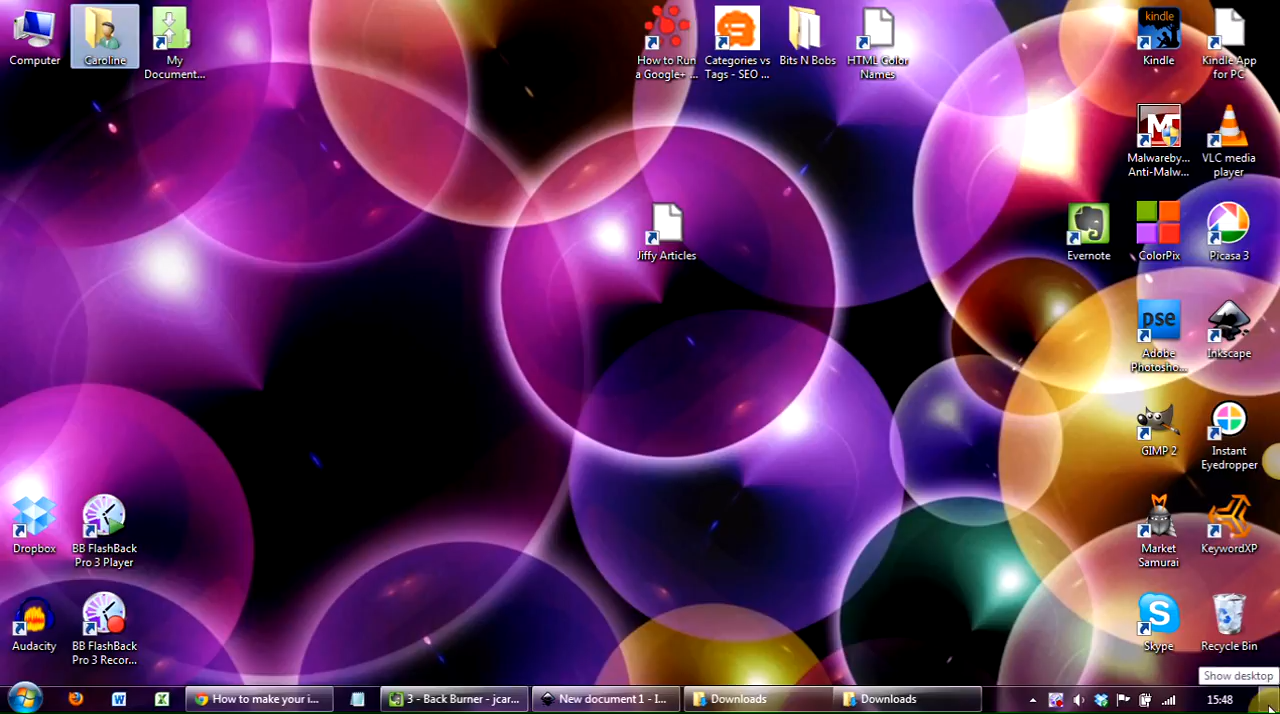 Computer
Caroline
My
Document...
How to Run
a Google+ ...
Categories vs
Tags - SEO ...
Bits N Bobs
HTML Color
Names
kindle
Kindle
Kindle App
for PC
Malwareby...
Anti-Malw...
VLC media
player
Jiffy Articles
Evernote
ColorPix
Picasa 3
pse
Adobe
Photosho...
Inkscape
GIMP 2
Instant
Eyedropper
Dropbox
BB FlashBack
Pro 3 Player
Market
Samurai
KeywordXP
Audacity
BB FlashBack
Pro 3 Recor...
Skype
Recycle Bin
Show desktop
How to make your i...
3 - Back Burner - jcar...
New document 1 - I...
Downloads
Downloads
15:48